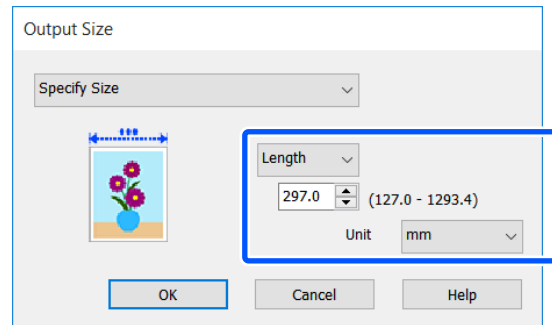 Output Size
Specify Size
Length
297.0 (127.0 - 1293.4)
Unit mm
OK Cancel Help